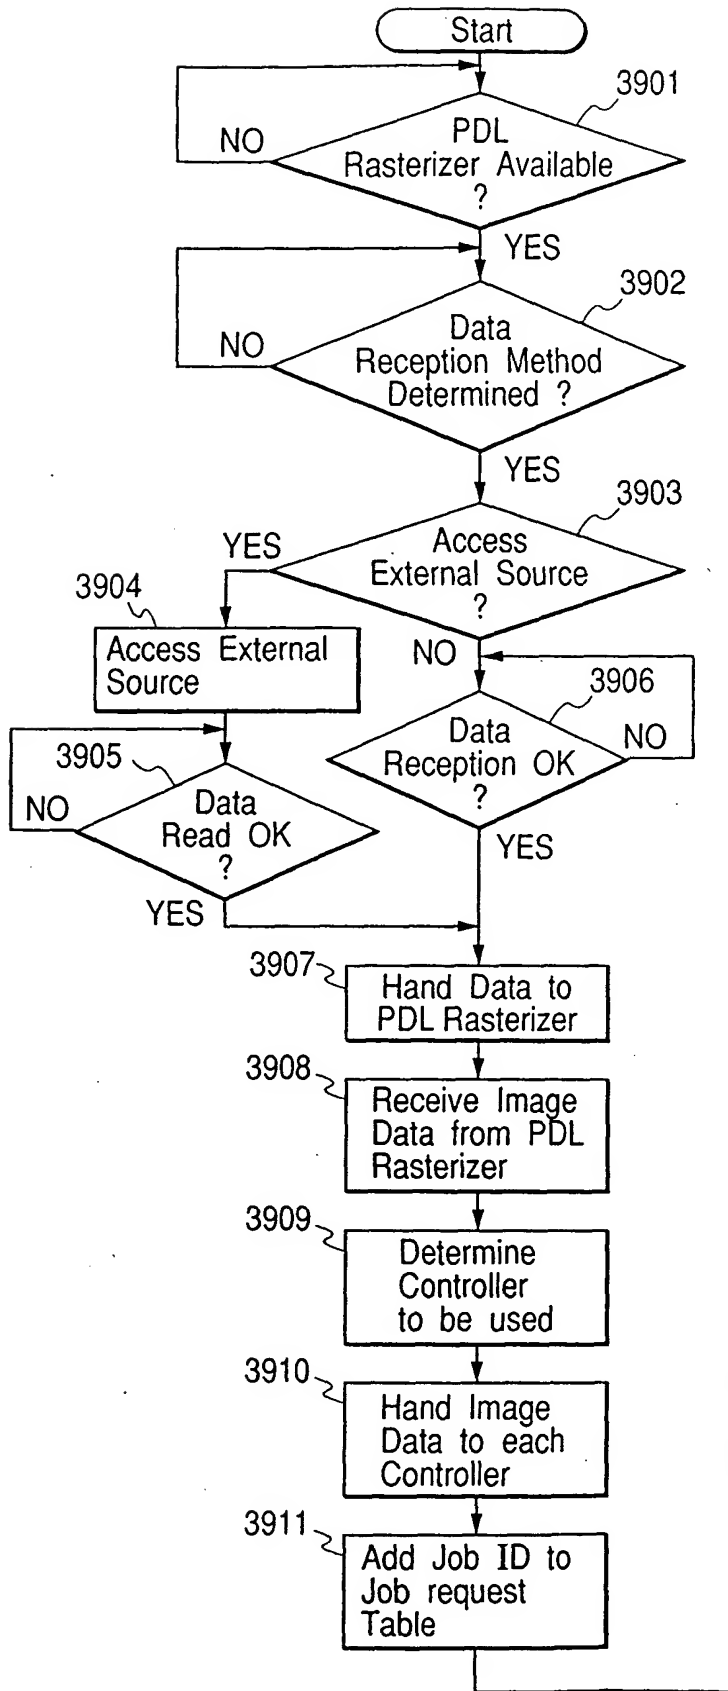 Start
3901
PDL
Rasterizer Available
?
NO
YES
3902
Data
Reception Method
Determined ?
NO
YES
3903
Access
External Source
?
YES
NO
3904
Access External
Source
3905
Data
Read OK
?
NO
YES
3906
Data
Reception OK
?
NO
YES
3907
Hand Data to
PDL Rasterizer
3908
Receive Image
Data from PDL
Rasterizer
3909
Determine
Controller
to be used
3910
Hand Image
Data to each
Controller
3911
Add Job ID to
Job request
Table